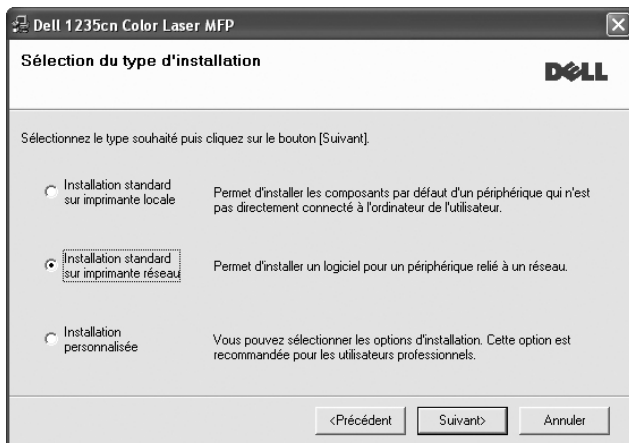 Dell 1235cn Color Laser MFP
Sélection du type d'installation
DELL
Sélectionnez le type souhaité puis cliquez sur le bouton [Suivant].
Installation standard
sur imprimante locale
Permet d'installer les composants par défaut d'un périphérique qui n'est
pas directement connecté à l'ordinateur de l'utilisateur.
Installation standard
sur imprimante réseau
Permet d'installer un logiciel pour un périphérique relié à un réseau.
Installation
personnalisée
Vous pouvez sélectionner les options d'installation. Cette option est
recommandée pour les utilisateurs professionnels.
<Précédent
Suivant>
Annuler